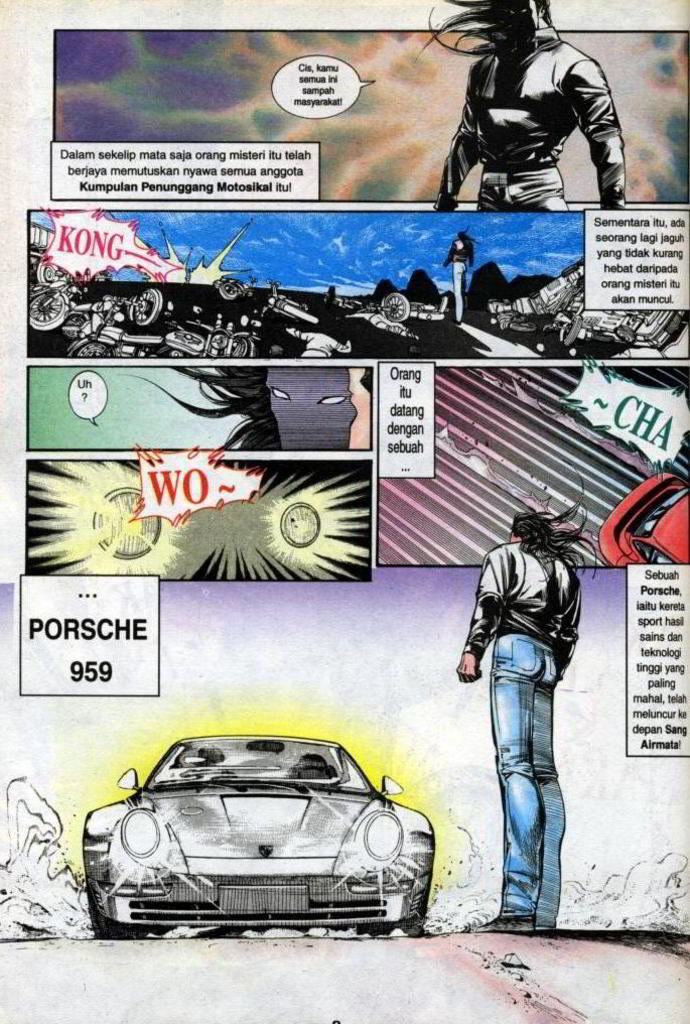 Cis, kamu
semua ini
sampah
masyarakat!
Dalam sekelip mata saja orang misteri itu telah
berjaya memutuskan nyawa semua anggota
Kumpulan Penunggang Motosikal itu!
KONG~
Sementara itu, ada
seorang lagi jaguh
yang tidak kurang
hebat daripada
orang misteri itu
akan muncul.
Uh
?
Orang
itu
datang
dengan
sebuah
...
~CHA
WO~
...
PORSCHE
959
Sebuah
Porsche,
iaitu kereta
sport hasil
sains dan
teknologi
tinggi yang
paling
mahal, telah
meluncur ke
depan Sang
Airmata!